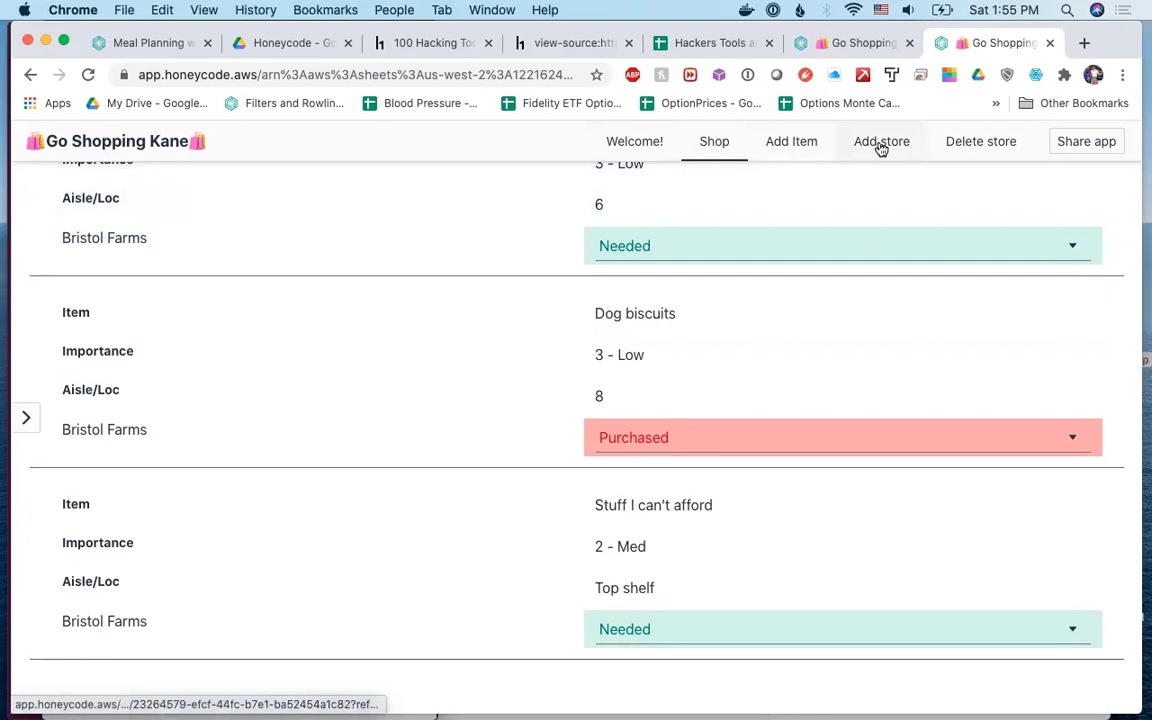 Chrome File Edit View History Bookmarks People Tab Window Help Sat 1:55 PM
Meal Planning w Honeycode - Go 100 Hacking Too view-source:htt Hackers Tools a Go Shopping Go Shopping
app.honeycode.aws/arn%3Aaws%3Asheets%3Aus-west-2%3A1221624...
ABP
Apps My Drive - Google... Filters and Rowlin... Blood Pressure -... Fidelity ETF Optio... OptionPrices - Go... Options Monte Ca... » Other Bookmarks
🛍️Go Shopping Kane🛍️ Welcome! Shop Add Item Add store Delete store Share app
Importance 3 - Low
Aisle/Loc 6
Bristol Farms Needed
Item Dog biscuits
Importance 3 - Low
Aisle/Loc 8
Bristol Farms Purchased
Item Stuff I can't afford
Importance 2 - Med
Aisle/Loc Top shelf
Bristol Farms Needed
app.honeycode.aws/.../23264579-efcf-44fc-b7e1-ba52454a1c82?ref...